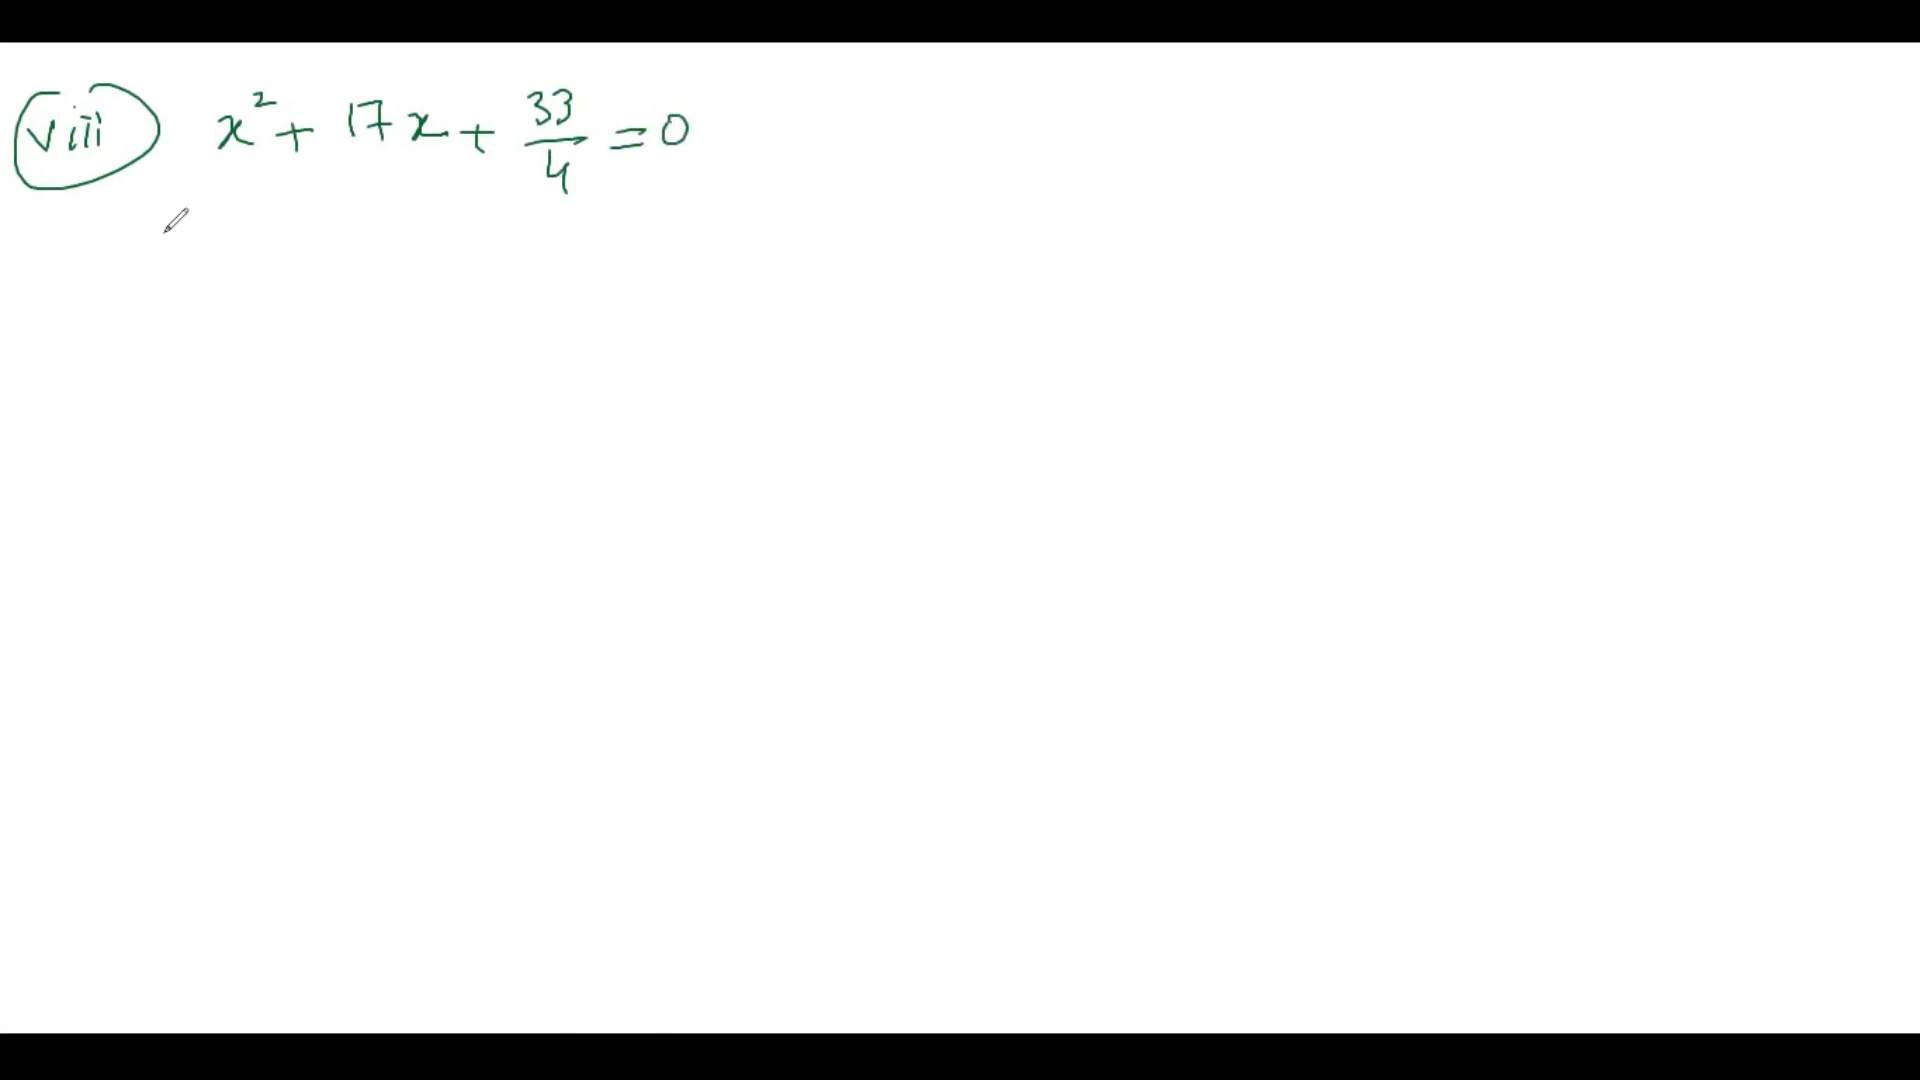 viii x² + 17x + 33/4 = 0